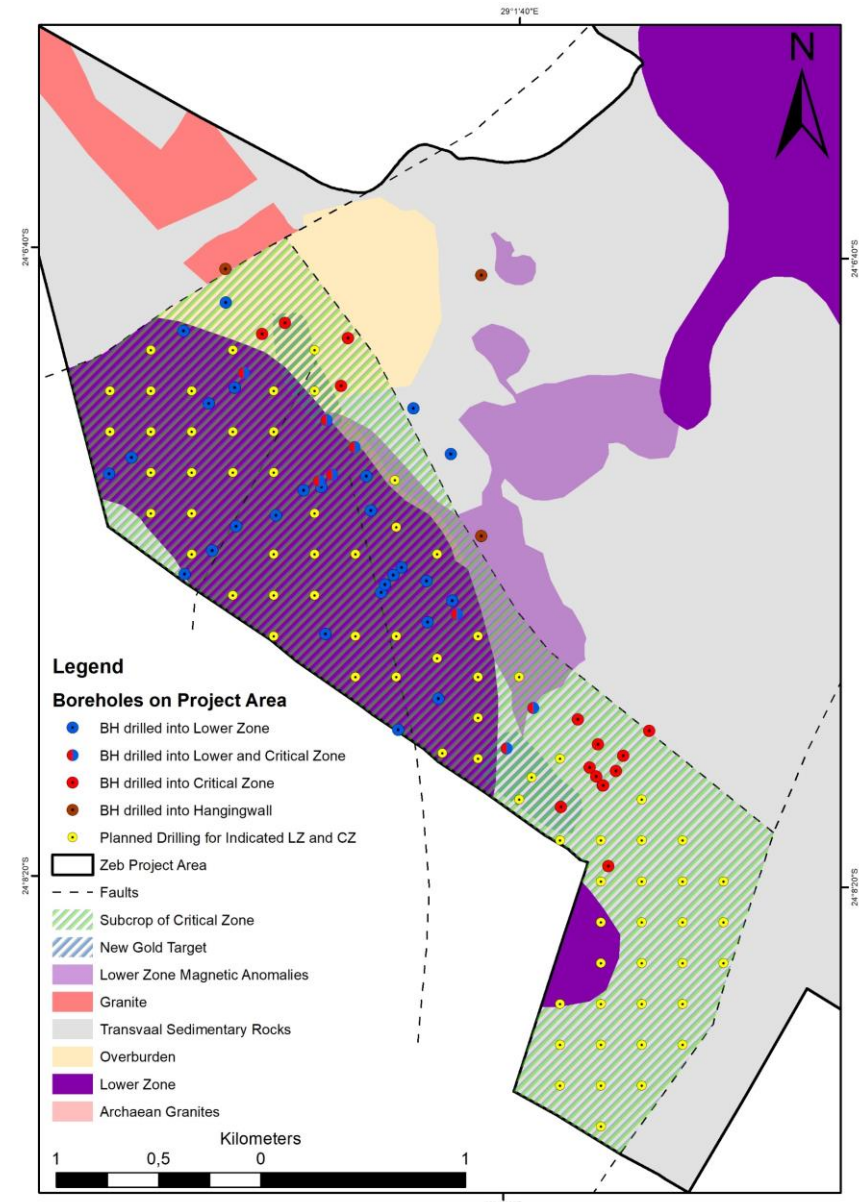 29°1'40"E
N
24°6'40"S
24°6'40"S
Legend
Boreholes on Project Area
BH drilled into Lower Zone
BH drilled into Lower and Critical Zone
BH drilled into Critical Zone
BH drilled into Hangingwall
Planned Drilling for Indicated LZ and CZ
Zeb Project Area
Faults
Subcrop of Critical Zone
New Gold Target
Lower Zone Magnetic Anomalies
Granite
Transvaal Sedimentary Rocks
Overburden
Lower Zone
Archaean Granites
24°8'20"S
24°8'20"S
Kilometers
1 0,5 0 1